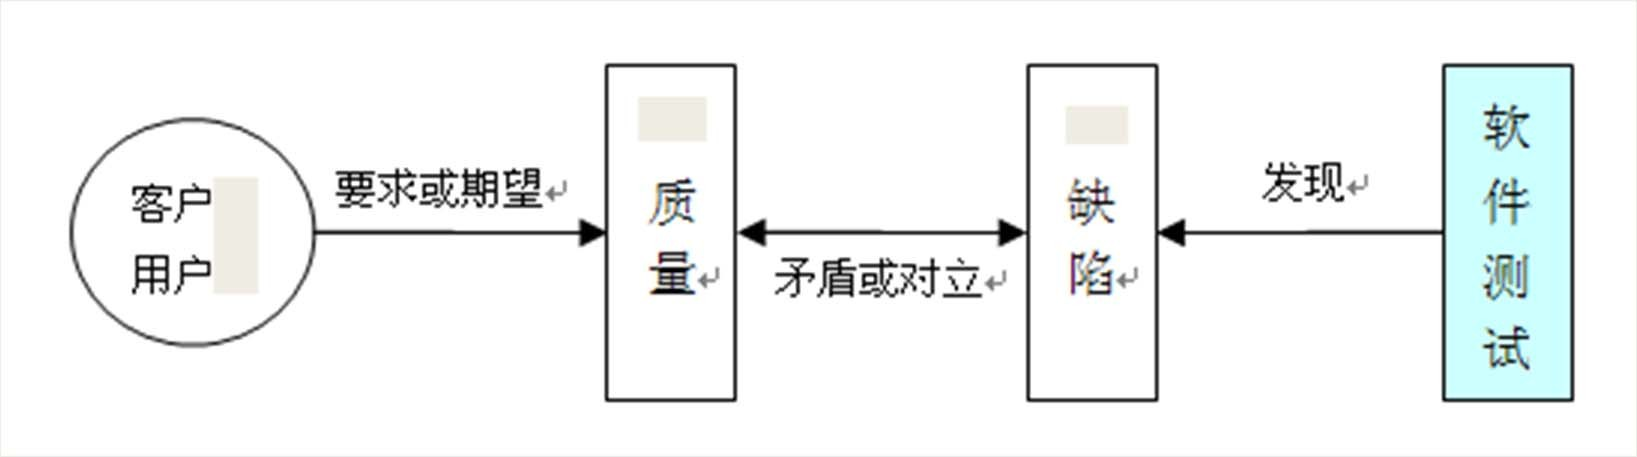 客户
用户
要求或期望
质
量
矛盾或对立
缺
陷
发现
软
件
测
试